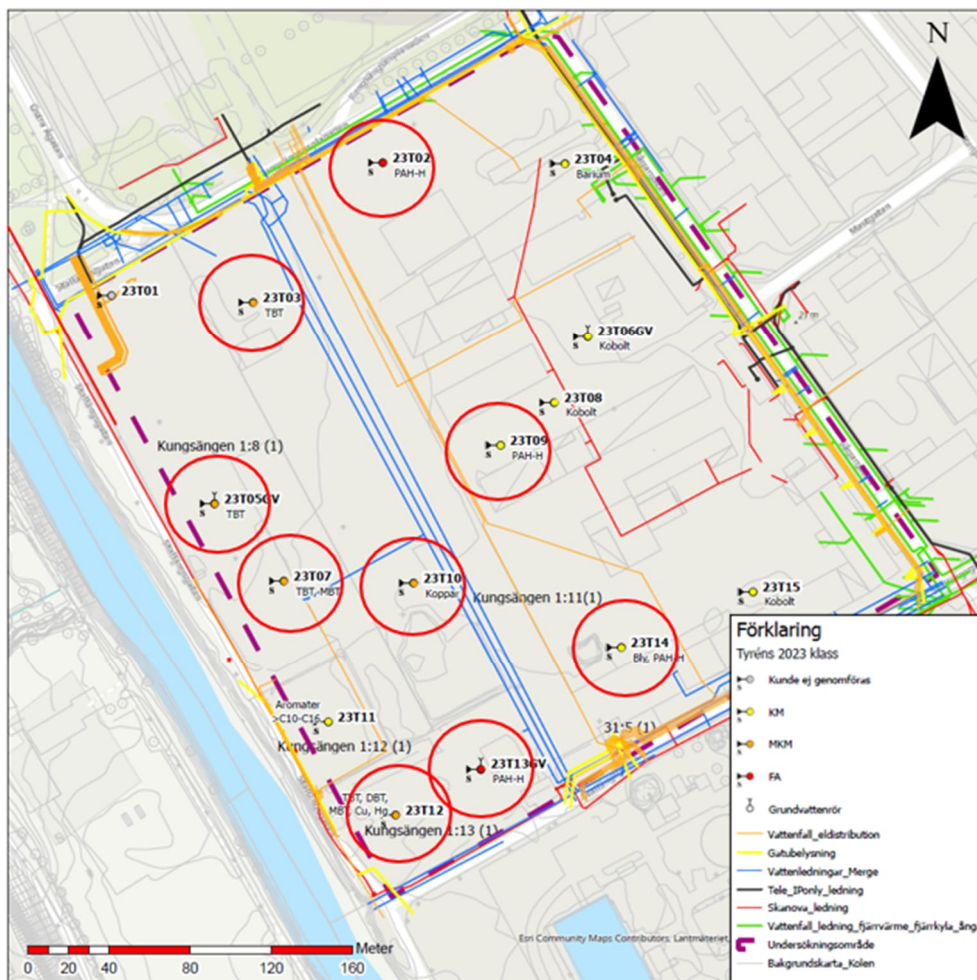 N
23T02
PAH-H
23T04
Barium
Mastgatan
23T01
23T03
TBT
27 m
23T06GV
Kobolt
23T08
Kobolt
23T09
PAH-H
Kungsängen 1:8 (1)
23T05GV
TBT
23T07
TBT, MBT
23T10
Koppar
Kungsängen 1:11(1)
23T15
Kobolt
23T14
Bly, PAH-H
Aromater
>C10-C16
23T11
Kungsängen 1:12 (1)
31:5 (1)
23T13GV
PAH-H
TBT, DBT,
MBT, Cu, Hg
23T12
Kungsängen 1:13 (1)
Förklaring
Tyréns 2023 klass
S Kunde ej genomföras
S KM
S MKM
S FA
Grundvattenrör
Vattenfall_eldistribution
Gatubelysning
Vattenledningar_Merge
Tele_IPonly_ledning
Skanova_ledning
Vattenfall_ledning_fjärrvärme_fjärrkyla_ång
Undersökningsområde
Bakgrundskarta_Kolen
Esri Community Maps Contributors, Lantmäteriet,
Meter
0 20 40 80 120 160